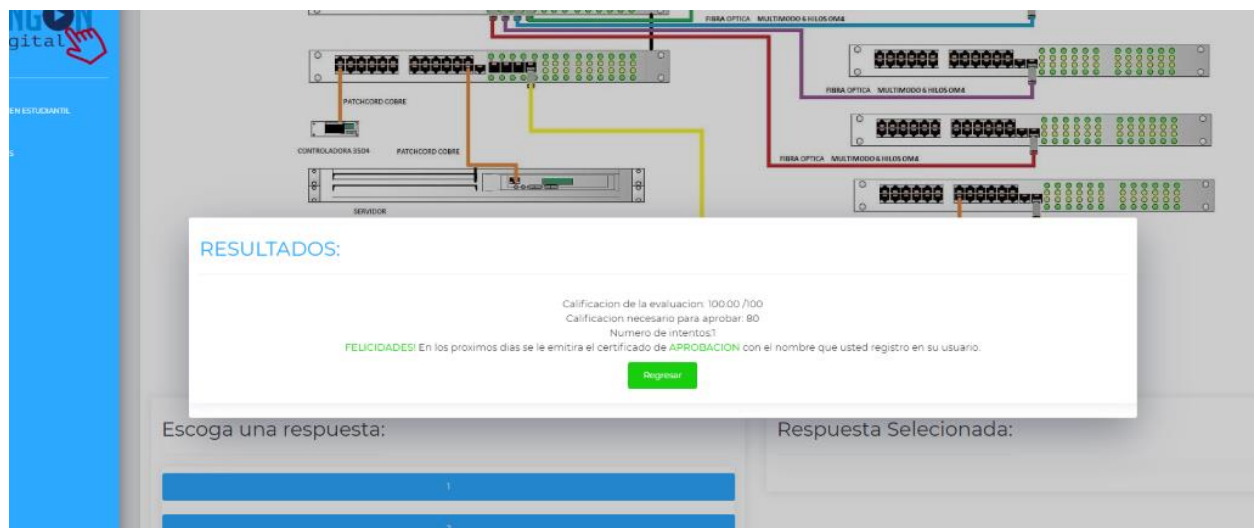 NG N
gital
EN ESTUDIANTIL
S
FIBRA OPTICA MULTIMODO 6 HILOS OM4
FIBRA OPTICA MULTIMODO 6 HILOS OM4
PATCHCORD COBRE
CONTROLADORA 3504
PATCHCORD COBRE
FIBRA OPTICA MULTIMODO 6 HILOS OM4
SERVIDOR
RESULTADOS:
Calificacion de la evaluacion: 100.00 /100
Calificacion necesario para aprobar: 80
Numero de intentos:1
FELICIDADES! En los proximos dias se le emitira el certificado de APROBACION con el nombre que usted registro en su usuario.
Regresar
Escoga una respuesta:
Respuesta Selecionada:
1